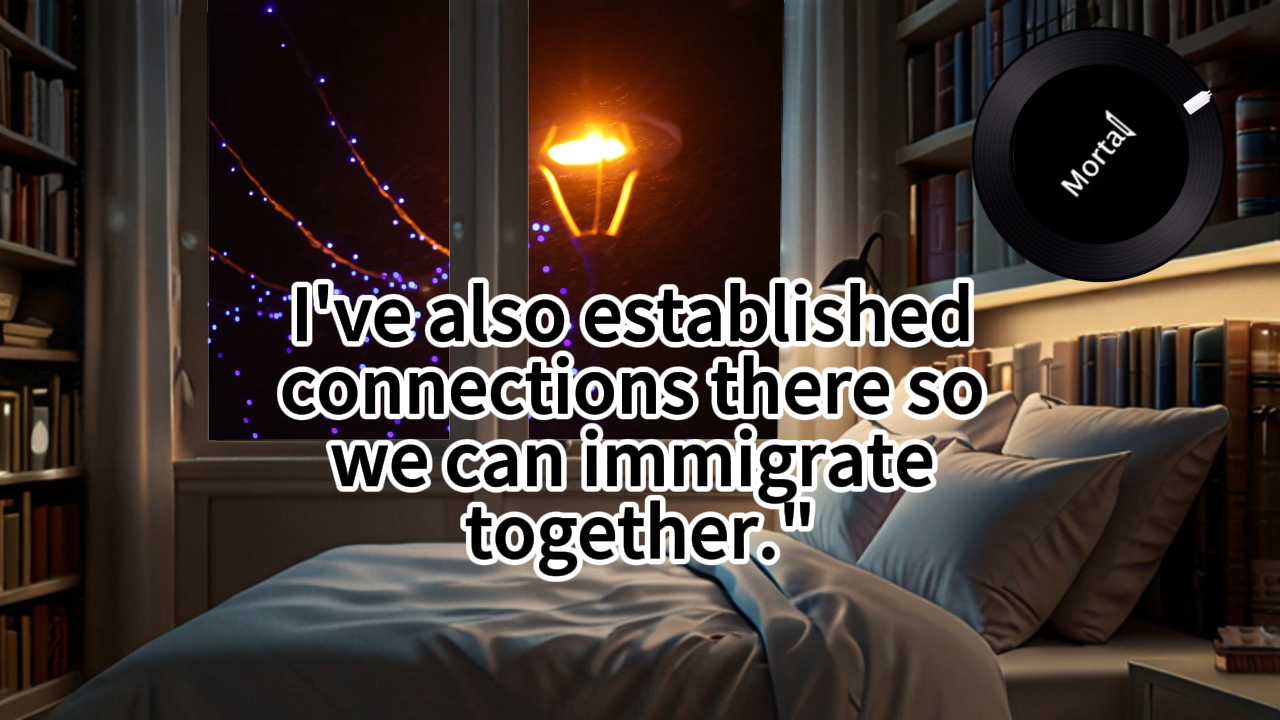 Mortal
I've also established
connections there so
we can immigrate
together."